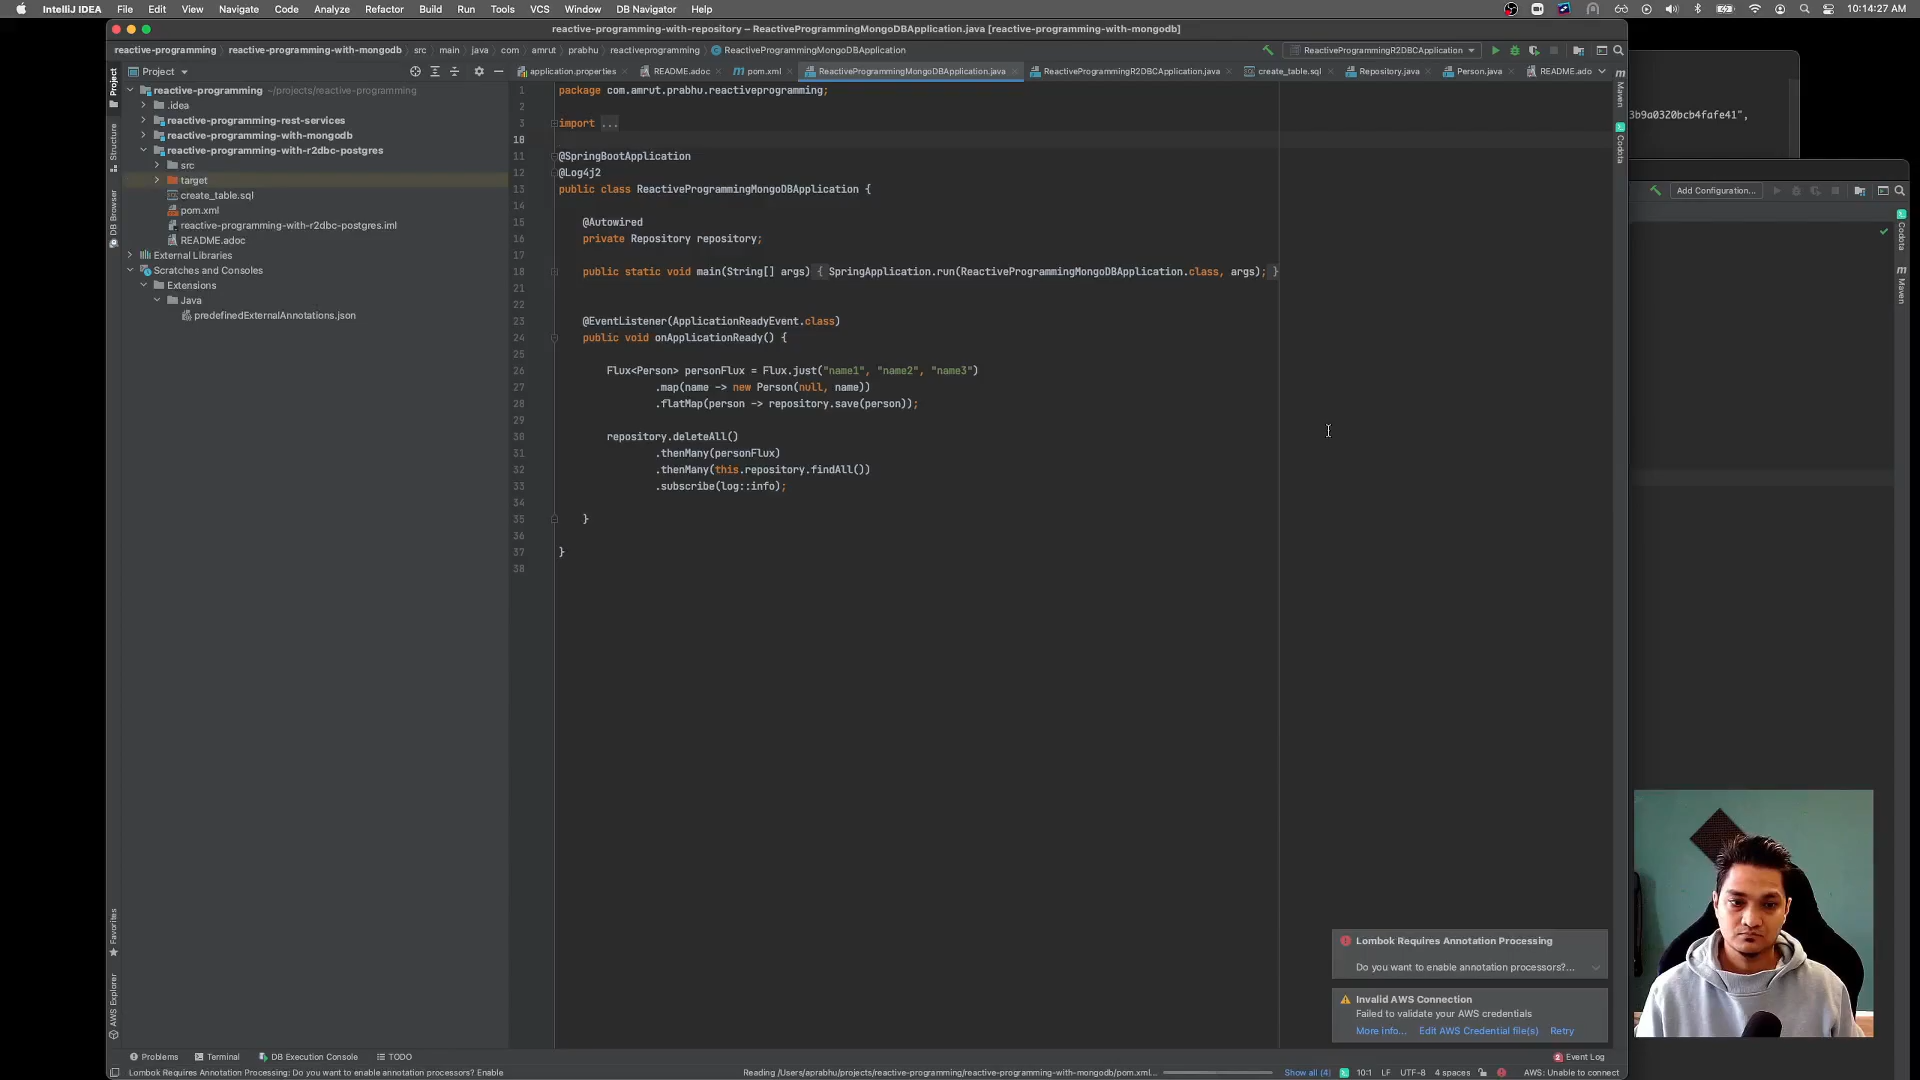 IntelliJ IDEA File Edit View Navigate Code Analyze Refactor Build Run Tools VCS Window DB Navigator Help 10:14:27 AM
reactive-programming-with-repository – ReactiveProgrammingMongoDBApplication.java [reactive-programming-with-mongodb]
reactive-programming reactive-programming-with-mongodb src main java com amrut prabhu reactiveprogramming ReactiveProgrammingMongoDBApplication ReactiveProgrammingR2DBCApplication
Project application.properties README.adoc pom.xml ReactiveProgrammingMongoDBApplication.java ReactiveProgrammingR2DBCApplication.java create_table.sql Repository.java Person.java README.ado
Project
Structure
DB Browser
Favorites
AWS Explorer
reactive-programming ~/projects/reactive-programming
.idea
reactive-programming-rest-services
reactive-programming-with-mongodb
reactive-programming-with-r2dbc-postgres
src
target
create_table.sql
pom.xml
reactive-programming-with-r2dbc-postgres.iml
README.adoc
External Libraries
Scratches and Consoles
Extensions
Java
predefinedExternalAnnotations.json
1 package com.amrut.prabhu.reactiveprogramming;
2
3 import ...
10
11 @SpringBootApplication
12 @Log4j2
13 public class ReactiveProgrammingMongoDBApplication {
14
15 @Autowired
16 private Repository repository;
17
18 public static void main(String[] args) { SpringApplication.run(ReactiveProgrammingMongoDBApplication.class, args); }
21
22
23 @EventListener(ApplicationReadyEvent.class)
24 public void onApplicationReady() {
25
26 Flux<Person> personFlux = Flux.just("name1", "name2", "name3")
27 .map(name -> new Person(null, name))
28 .flatMap(person -> repository.save(person));
29
30 repository.deleteAll()
31 .thenMany(personFlux)
32 .thenMany(this.repository.findAll())
33 .subscribe(log::info);
34
35 }
36
37 }
38
Maven
Codota
3b9a0320bcb4fafe41",
Add Configuration...
Codota
Maven
Lombok Requires Annotation Processing
Do you want to enable annotation processors?...
Invalid AWS Connection
Failed to validate your AWS credentials
More info... Edit AWS Credential file(s) Retry
Problems Terminal DB Execution Console TODO 2 Event Log
Lombok Requires Annotation Processing: Do you want to enable annotation processors? Enable Reading /Users/aprabhu/projects/reactive-programming/reactive-programming-with-mongodb/pom.xml... Show all (4) 10:1 LF UTF-8 4 spaces AWS: Unable to connect